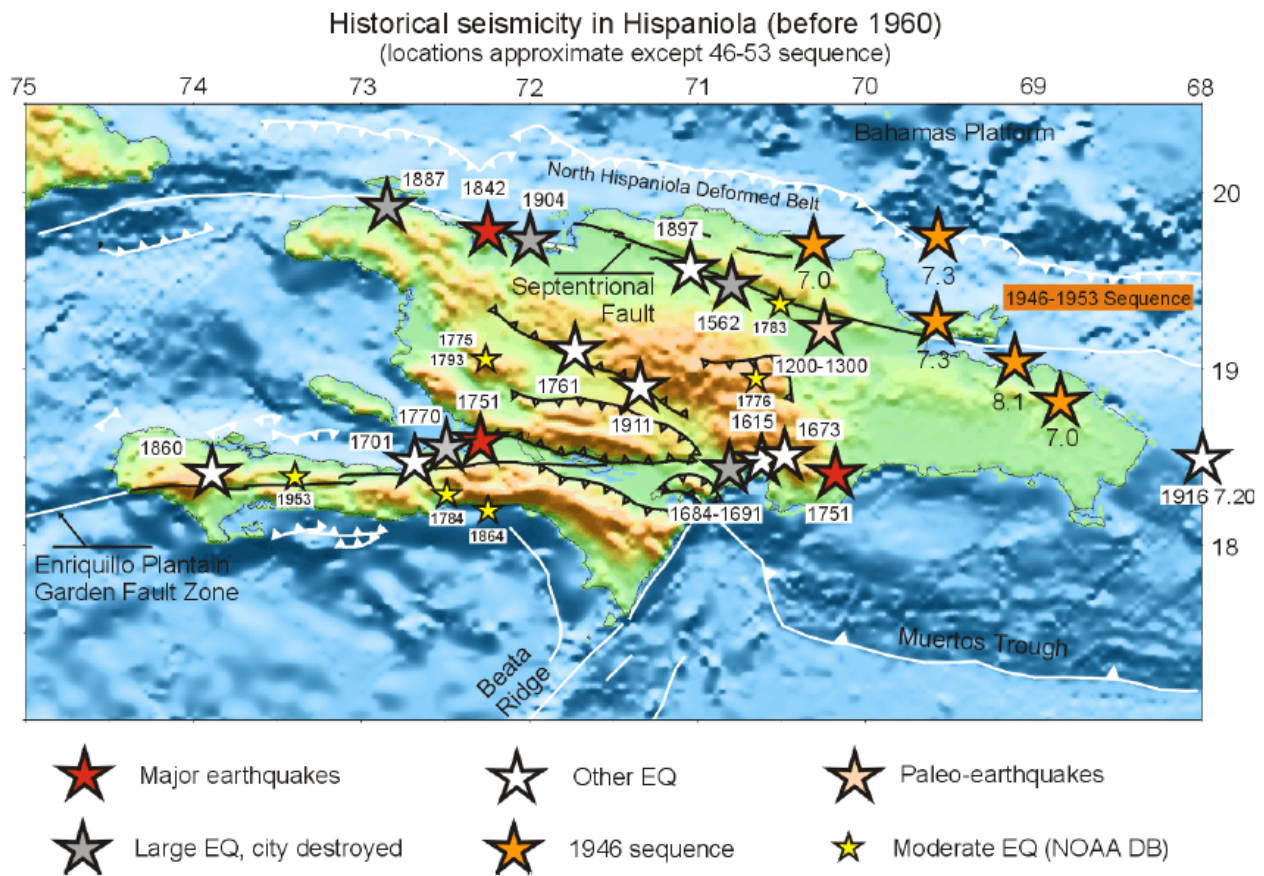 Historical seismicity in Hispaniola (before 1960)
(locations approximate except 46-53 sequence)
75 74 73 72 71 70 69 68
Bahamas Platform
North Hispaniola Deformed Belt
20
1887
1842
1904
1897
7.0
7.3
Septentrional
Fault
1946-1953 Sequence
1562
1783
1775
1793
1761
1200-1300
7.3
19
1776
8.1
7.0
1770
1751
1911
1615
1673
1860
1701
1953
1784
1864
1684-1691
1751
1916 7.20
18
Enriquillo Plantain
Garden Fault Zone
Beata
Ridge
Muertos Trough
Major earthquakes
Other EQ
Paleo-earthquakes
Large EQ, city destroyed
1946 sequence
Moderate EQ (NOAA DB)